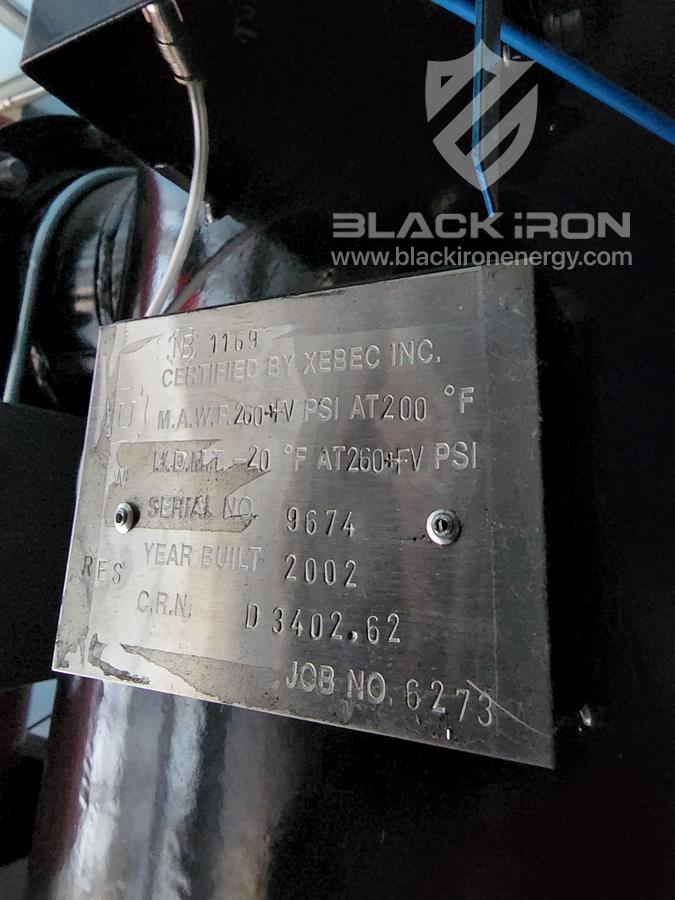 BLACK iRON
www.blackironenergy.com
NB 1169
CERTIFIED BY XEBEC INC.
U
M.A.W.P. 260+FV PSI AT 200 °F
W
M.D.M.T. -20 °F AT 260+FV PSI
SERIAL NO. 9674
RES
YEAR BUILT 2002
C.R.N. D 3402.62
JOB NO. 6273